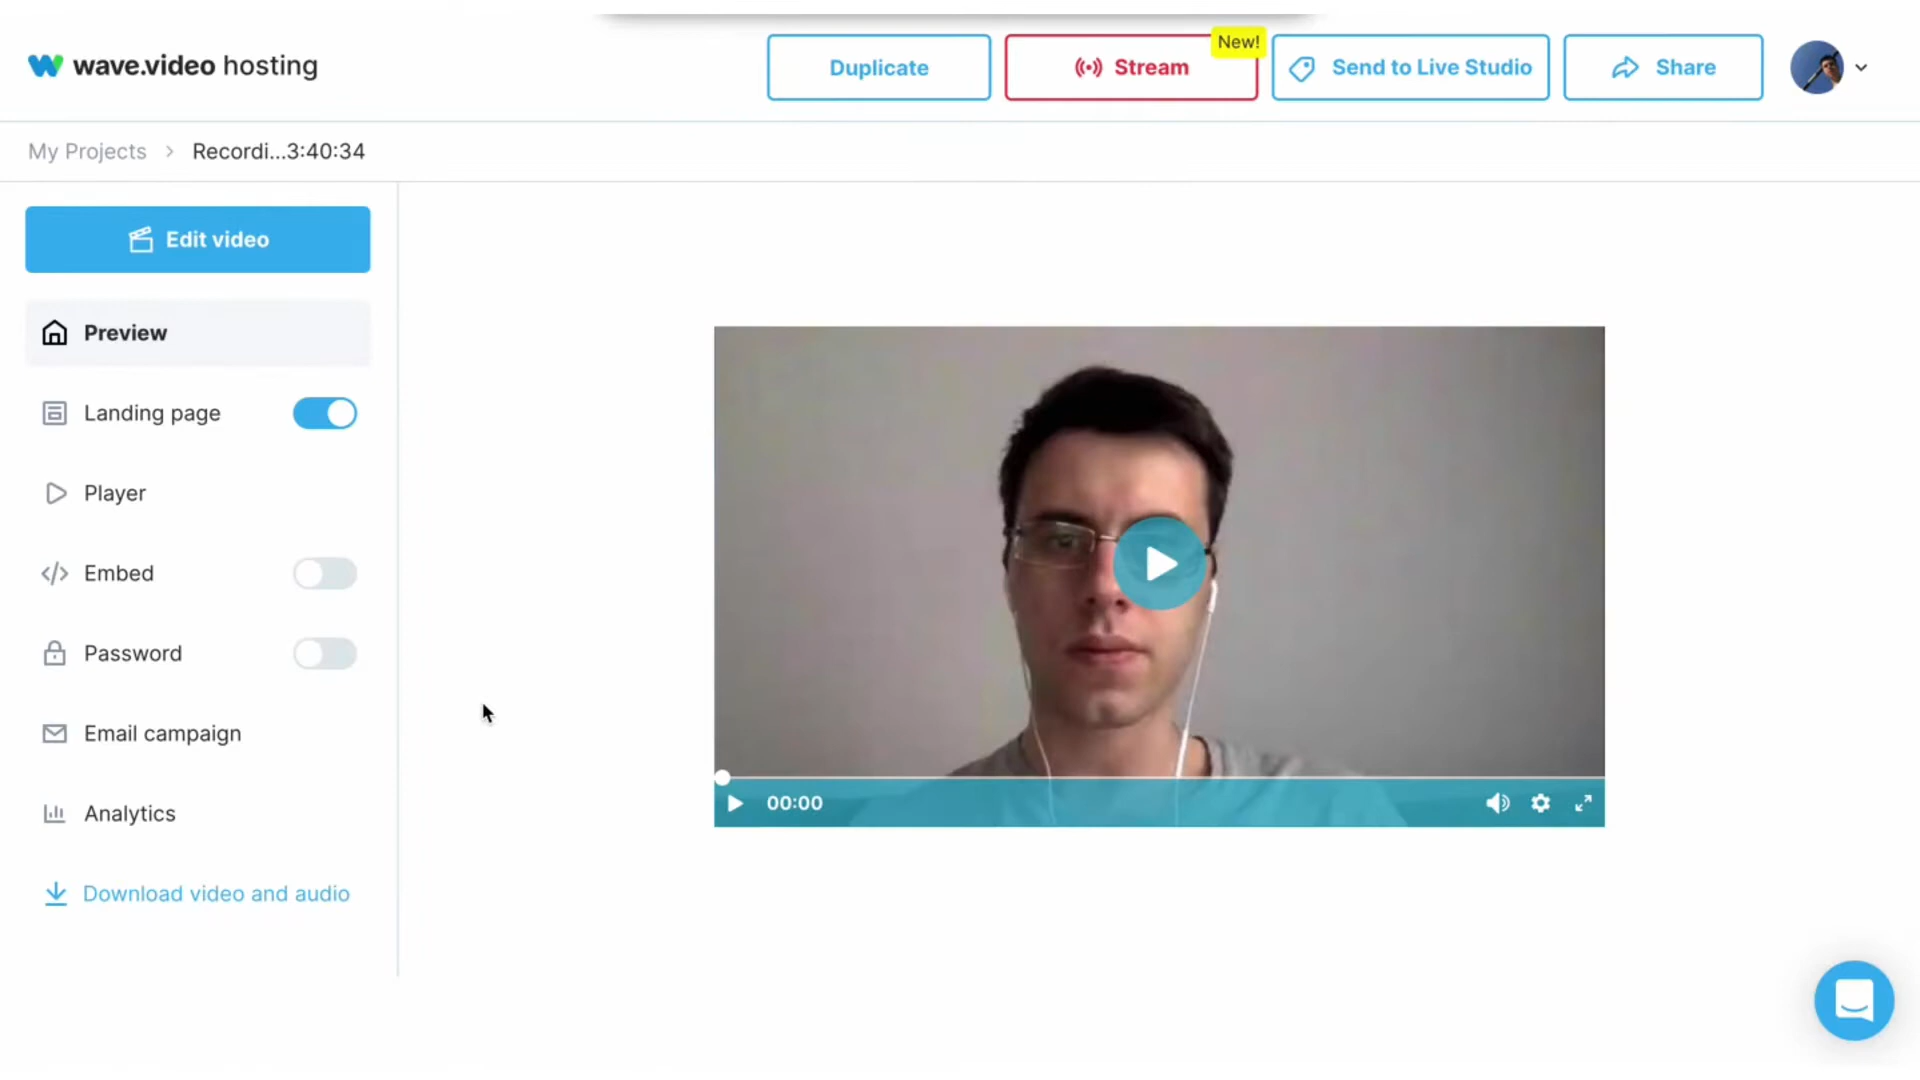 wave.video hosting
Duplicate
Stream
New!
Send to Live Studio
Share
My Projects > Recordi...3:40:34
Edit video
Preview
Landing page
Player
</> Embed
Password
Email campaign
Analytics
Download video and audio
00:00